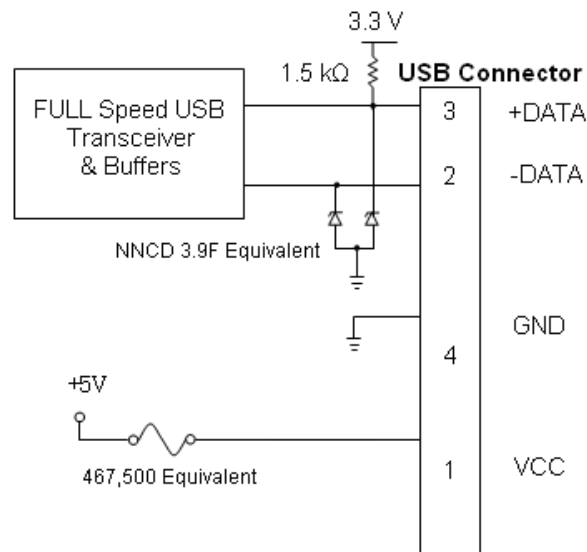 3.3 V
1.5 kΩ
USB Connector
FULL Speed USB
Transceiver
& Buffers
3
+DATA
2
-DATA
NNCD 3.9F Equivalent
GND
4
+5V
467,500 Equivalent
1
VCC